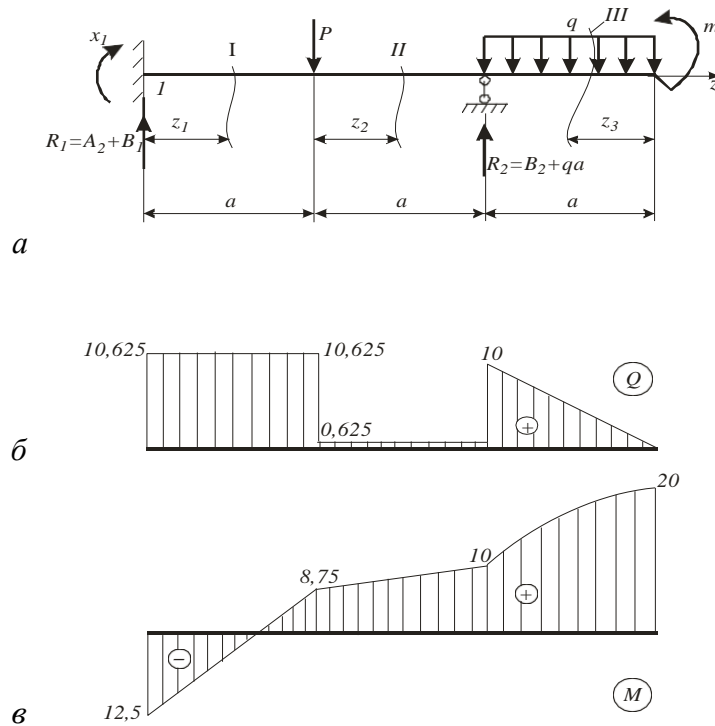 x₁ P II q III m
I
1 z
z₁ z₂ z₃
R₁=A₂+B₁ R₂=B₂+qa
a a a
а
10,625 10,625 10 Q
0,625 +
б
20
10
8,75
+
−
12,5 M
в